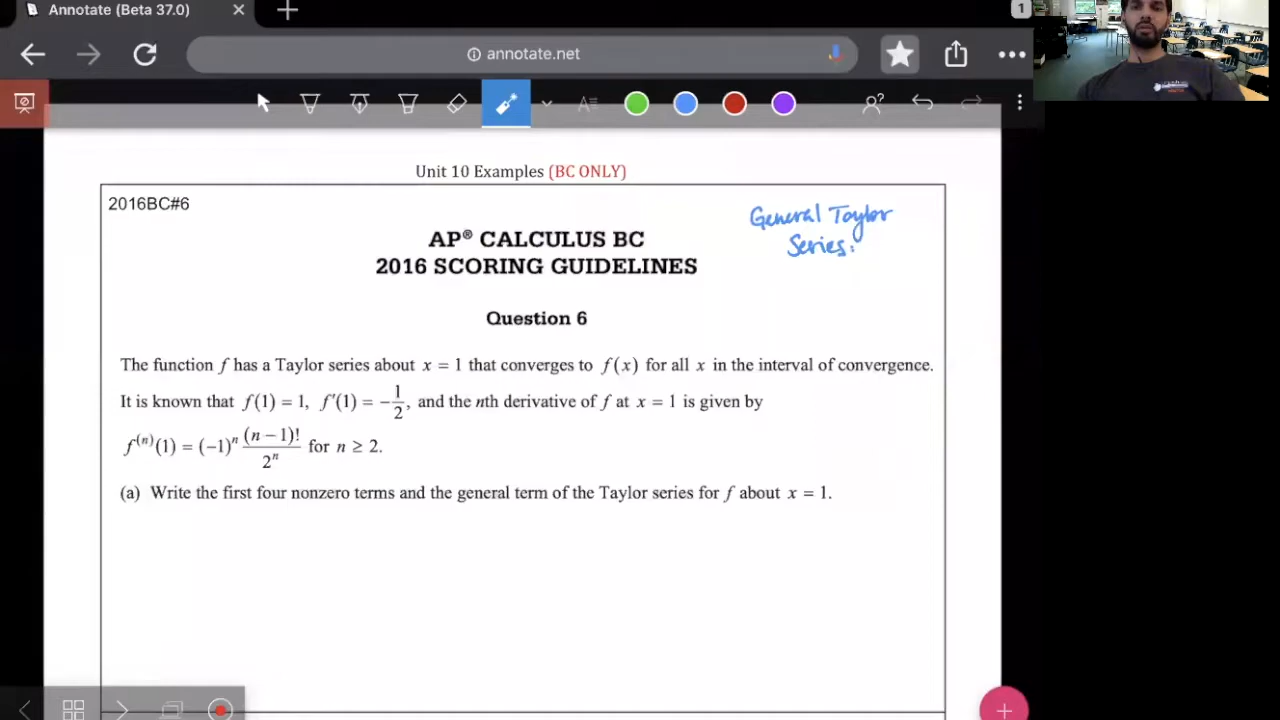 Annotate (Beta 37.0)
1
annotate.net
Unit 10 Examples (BC ONLY)
2016BC#6
General Taylor
Series:
AP® CALCULUS BC
2016 SCORING GUIDELINES
Question 6
The function f has a Taylor series about x = 1 that converges to f(x) for all x in the interval of convergence.
It is known that f(1) = 1, f′(1) = −1/2, and the nth derivative of f at x = 1 is given by
f⁽ⁿ⁾(1) = (−1)ⁿ (n − 1)!/2ⁿ for n ≥ 2.
(a) Write the first four nonzero terms and the general term of the Taylor series for f about x = 1.